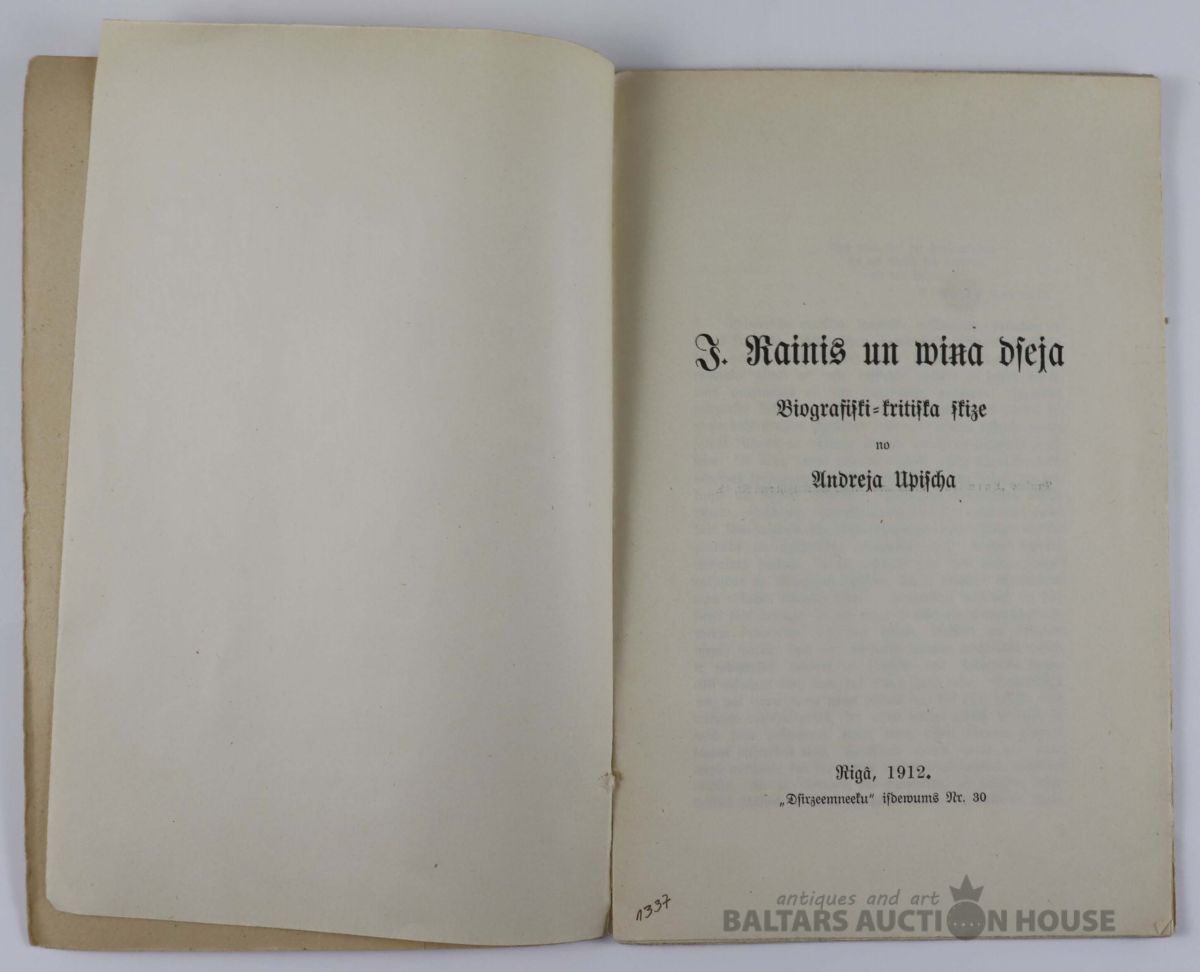 J. Rainis un wiņa dſeja
Biografiſki-kritiſka ſkize
no
Andreja Upiſcha
Rigâ, 1912.
„Dſirzeemneeku“ iſdewums Nr. 30
1337
antiques and art
BALTARS AUCTION HOUSE